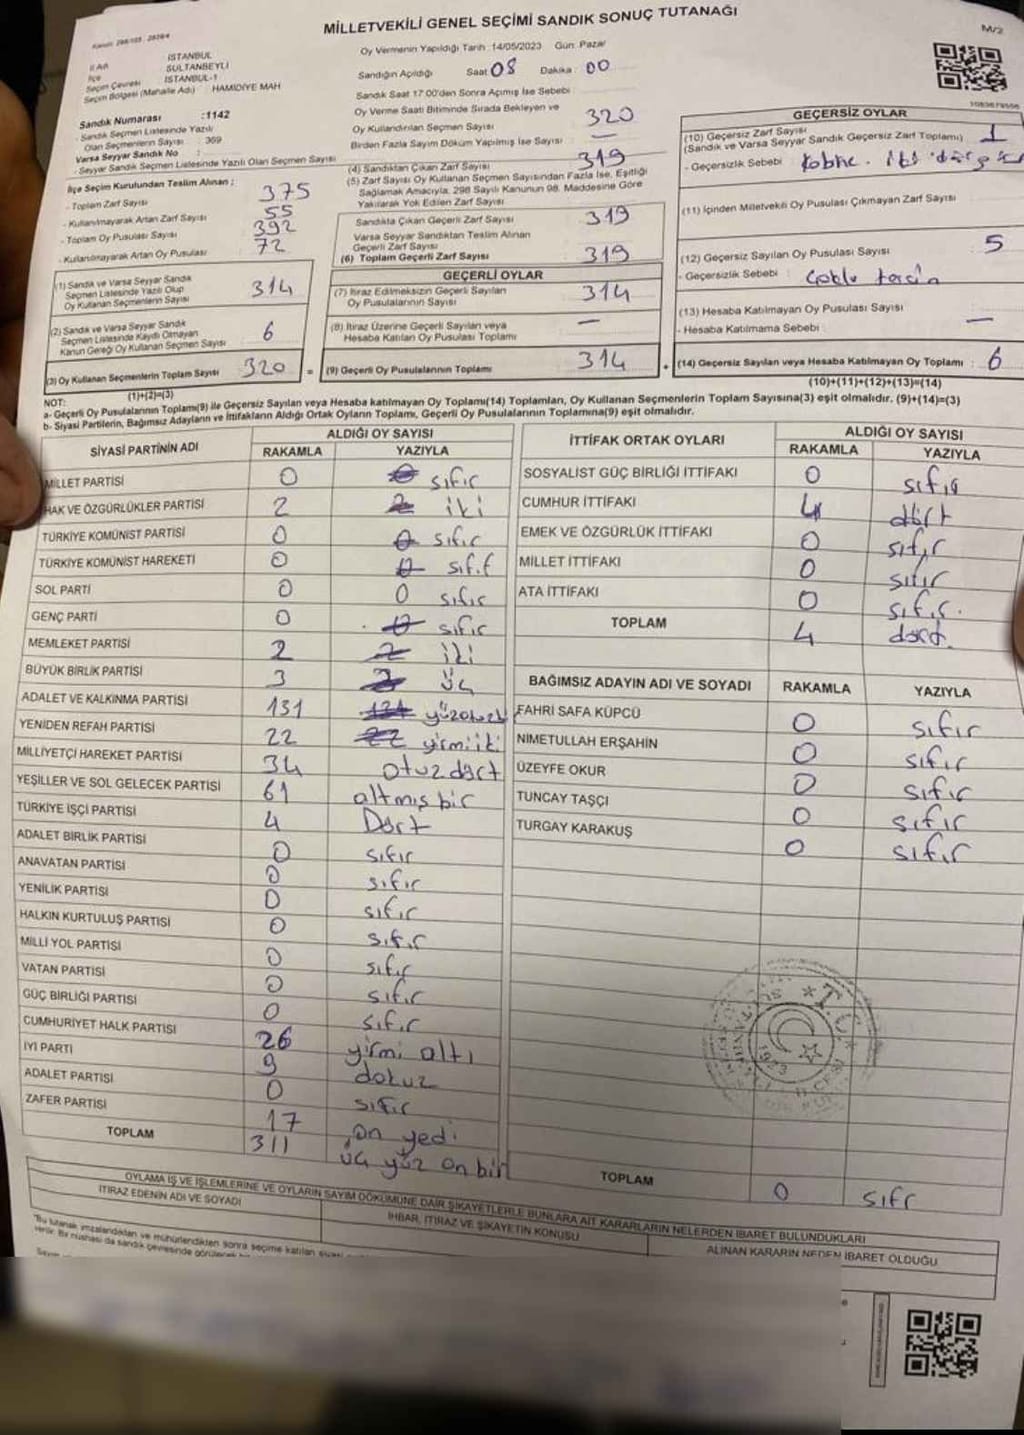 MİLLETVEKİLİ GENEL SEÇİMİ SANDIK SONUÇ TUTANAĞI
M/2
İl Adı İSTANBUL
İlçe SULTANBEYLİ
Seçim Çevresi İSTANBUL-1
Seçim Bölgesi (Mahalle Adı) : HAMİDİYE MAH
Sandık Numarası :1142
- Sandık Seçmen Listesinde Yazılı
Olan Seçmenlerin Sayısı : 369
Varsa Seyyar Sandık No :
- Seyyar Sandık Seçmen Listesinde Yazılı Olan Seçmen Sayısı
Oy Vermenin Yapıldığı Tarih :14/05/2023 Gün: Pazar
Sandığın Açıldığı Saat 08 Dakika : 00
Sandık Saat 17:00'den Sonra Açımış İse Sebebi :
Oy Verme Saati Bitiminde Sırada Bekleyen ve
Oy Kullandırılan Seçmen Sayısı 320
Birden Fazla Sayım Döküm Yapılmış İse Sayısı : —
İlçe Seçim Kurulundan Teslim Alınan ;
- Toplam Zarf Sayısı 375
- Kullanılmayarak Artan Zarf Sayısı 55
- Toplam Oy Pusulası Sayısı 392
- Kullanılmayarak Artan Oy Pusulası 72
(1) Sandık ve Varsa Seyyar Sandık
Seçmen Listesinde Yazılı Olup
Oy Kullanan Seçmenlerin Sayısı 314
(2) Sandık ve Varsa Seyyar Sandık
Seçmen Listesinde Kaydı Olmayan
Kanun Gereği Oy Kullanan Seçmen Sayısı 6
(3) Oy Kullanan Seçmenlerin Toplam Sayısı 320 =
(1)+(2)=(3)
(4) Sandıktan Çıkan Zarf Sayısı 319
(5) Zarf Sayısı Oy Kullanan Seçmen Sayısından Fazla İse, Eşitliği
Sağlamak Amacıyla, 298 Sayılı Kanunun 98. Maddesine Göre
Yakılarak Yok Edilen Zarf Sayısı
Sandıkta Çıkan Geçerli Zarf Sayısı 319
Varsa Seyyar Sandıktan Teslim Alınan
Geçerli Zarf Sayısı
(6) Toplam Geçerli Zarf Sayısı 319
GEÇERLİ OYLAR
(7) İtiraz Edilmeksizin Geçerli Sayılan
Oy Pusulalarının Sayısı 314
(8) İtiraz Üzerine Geçerli Sayılan veya
Hesaba Katılan Oy Pusulası Toplamı —
(9) Geçerli Oy Pusulalarının Toplamı 314
GEÇERSİZ OYLAR
(10) Geçersiz Zarf Sayısı
(Sandık ve Varsa Seyyar Sandık Geçersiz Zarf Toplamı) 1
- Geçersizlik Sebebi :
(11) İçinden Milletvekili Oy Pusulası Çıkmayan Zarf Sayısı
(12) Geçersiz Sayılan Oy Pusulası Sayısı 5
- Geçersizlik Sebebi :
(13) Hesaba Katılmayan Oy Pusulası Sayısı
- Hesaba Katılmama Sebebi : —
(14) Geçersiz Sayılan veya Hesaba Katılmayan Oy Toplamı : 6
(10)+(11)+(12)+(13)=(14)
NOT:
a- Geçerli Oy Pusulalarının Toplamı(9) ile Geçersiz Sayılan veya Hesaba katılmayan Oy Toplamı(14) Toplamları, Oy Kullanan Seçmenlerin Toplam Sayısına(3) eşit olmalıdır. (9)+(14)=(3)
b- Siyasi Partilerin, Bağımsız Adayların ve İttifakların Aldığı Ortak Oyların Toplamı, Geçerli Oy Pusulalarının Toplamına(9) eşit olmalıdır.
SİYASİ PARTİNİN ADI ALDIĞI OY SAYISI
RAKAMLA YAZIYLA
MİLLET PARTİSİ 0 sıfır
HAK VE ÖZGÜRLÜKLER PARTİSİ 2 iki
TÜRKİYE KOMÜNİST PARTİSİ 0 sıfır
TÜRKİYE KOMÜNİST HAREKETİ 0 sıf.f
SOL PARTİ 0 0 sıfır
GENÇ PARTİ 0 sıfır
MEMLEKET PARTİSİ 2 iki
BÜYÜK BİRLİK PARTİSİ 3 üç
ADALET VE KALKINMA PARTİSİ 131 yüzotuzbi
YENİDEN REFAH PARTİSİ 22 yirmiiki
MİLLİYETÇİ HAREKET PARTİSİ 34 otuzdört
YEŞİLLER VE SOL GELECEK PARTİSİ 61 altmış bir
TÜRKİYE İŞÇİ PARTİSİ 4 Dört
ADALET BİRLİK PARTİSİ 0 sıfır
ANAVATAN PARTİSİ 0 sıfır
YENİLİK PARTİSİ 0 sıfır
HALKIN KURTULUŞ PARTİSİ 0 sıfır
MİLLİ YOL PARTİSİ 0 sıfır
VATAN PARTİSİ 0 sıfır
GÜÇ BİRLİĞİ PARTİSİ 0 sıfır
CUMHURİYET HALK PARTİSİ 26 yirmi altı
İYİ PARTİ 9 dokuz
ADALET PARTİSİ 0 sıfır
ZAFER PARTİSİ 17 on yedi
TOPLAM 311 üç yüz on bir
İTTİFAK ORTAK OYLARI ALDIĞI OY SAYISI
RAKAMLA YAZIYLA
SOSYALİST GÜÇ BİRLİĞİ İTTİFAKI 0 sıfır
CUMHUR İTTİFAKI 4 dört
EMEK VE ÖZGÜRLÜK İTTİFAKI 0 sıfır
MİLLET İTTİFAKI 0 sıfır
ATA İTTİFAKI 0 sıfır.
TOPLAM 4 dört.
BAĞIMSIZ ADAYIN ADI VE SOYADI RAKAMLA YAZIYLA
FAHRİ SAFA KÜPCÜ 0 sıfır
NİMETULLAH ERŞAHİN 0 sıfır
ÜZEYFE OKUR 0 sıfır
TUNCAY TAŞÇI 0 sıfır
TURGAY KARAKUŞ 0 sıfır
T.C.
1923
TOPLAM 0 sıfr
OYLAMA İŞ VE İŞLEMLERİNE VE OYLARIN SAYIM DÖKÜMÜNE DAİR ŞİKAYETLERLE BUNLARA AİT KARARLARIN NELERDEN İBARET BULUNDUKLARI
İTİRAZ EDENİN ADI VE SOYADI İHBAR, İTİRAZ VE ŞİKAYETİN KONUSU ALINAN KARARIN NEDEN İBARET OLDUĞU